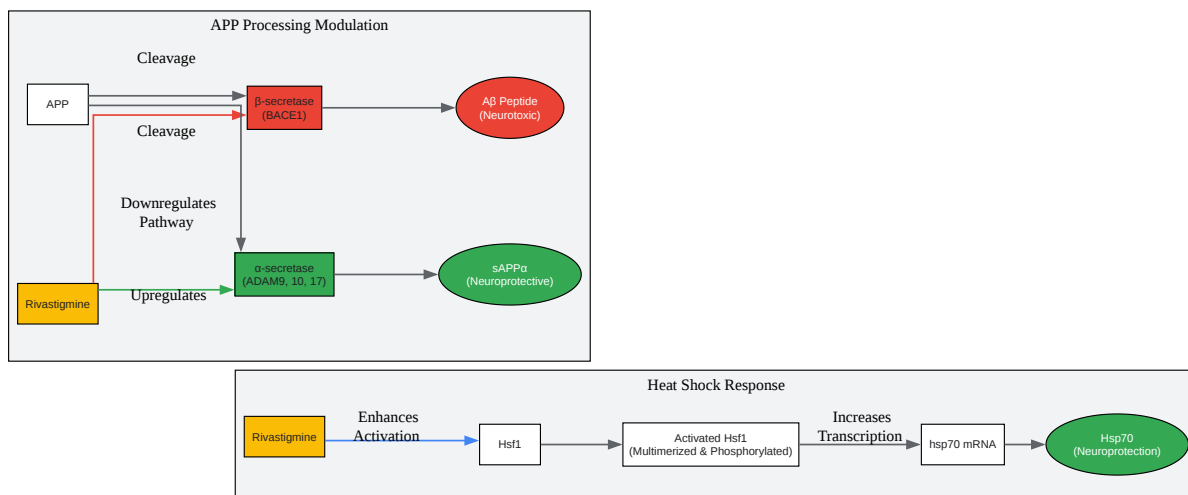 APP Processing Modulation
Cleavage
APP
β-secretase
(BACE1)
Aβ Peptide
(Neurotoxic)
Cleavage
Downregulates
Pathway
α-secretase
(ADAM9, 10, 17)
sAPPα
(Neuroprotective)
Rivastigmine
Upregulates
Heat Shock Response
Rivastigmine
Enhances
Activation
Hsf1
Activated Hsf1
(Multimerized & Phosphorylated)
Increases
Transcription
hsp70 mRNA
Hsp70
(Neuroprotection)